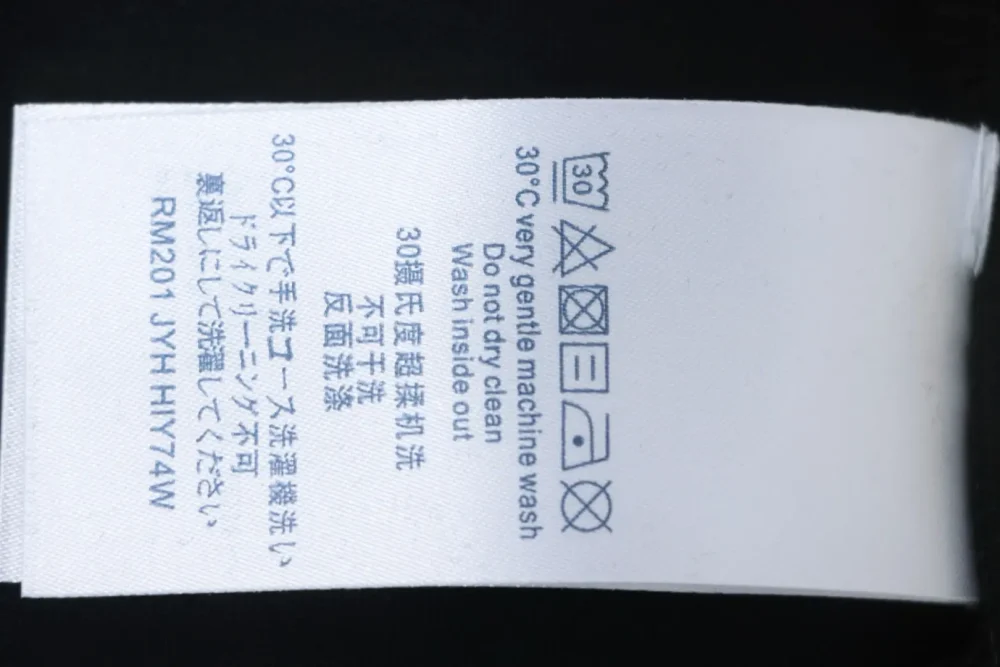 30
30°C very gentle machine wash
Do not dry clean
Wash inside out
30摄氏度超揉机洗
不可干洗
反面洗涤
30°C以下で手洗コース洗濯機洗い
ドライクリーニング不可
裏返しにして洗濯してください
RM201 JYH HIY74W